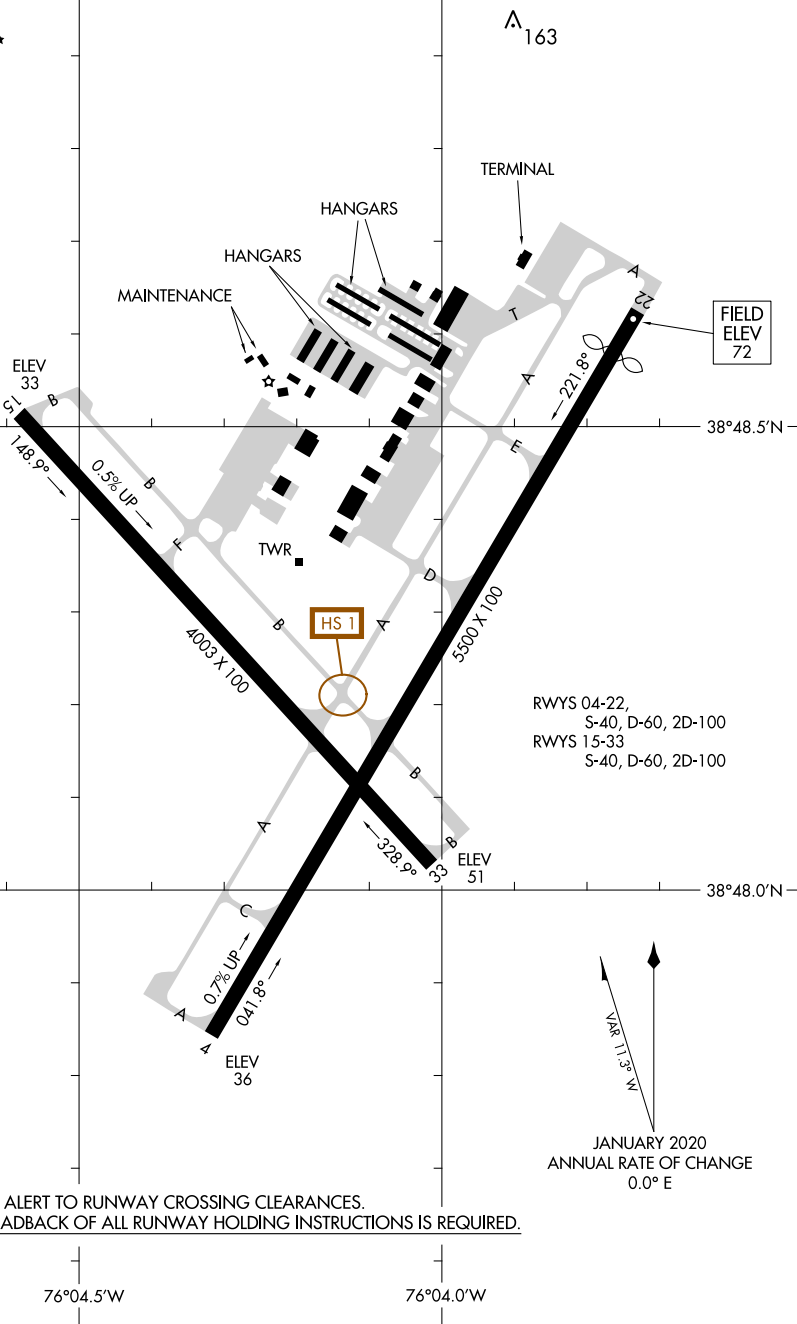 163
TERMINAL
HANGARS
HANGARS
MAINTENANCE
A
22
FIELD
ELEV
72
T
ELEV
33
15
B
A
221.8°
38°48.5'N
148.9°
0.5% UP
B
E
F
TWR
D
HS 1
B
A
5500 X 100
4003 X 100
RWYS 04-22,
S-40, D-60, 2D-100
RWYS 15-33
S-40, D-60, 2D-100
B
A
328.9°
B
33
ELEV
51
38°48.0'N
C
0.7% UP
041.8°
A
4
ELEV
36
VAR 11.3° W
JANUARY 2020
ANNUAL RATE OF CHANGE
0.0° E
ALERT TO RUNWAY CROSSING CLEARANCES.
ADBACK OF ALL RUNWAY HOLDING INSTRUCTIONS IS REQUIRED.
76°04.5'W
76°04.0'W